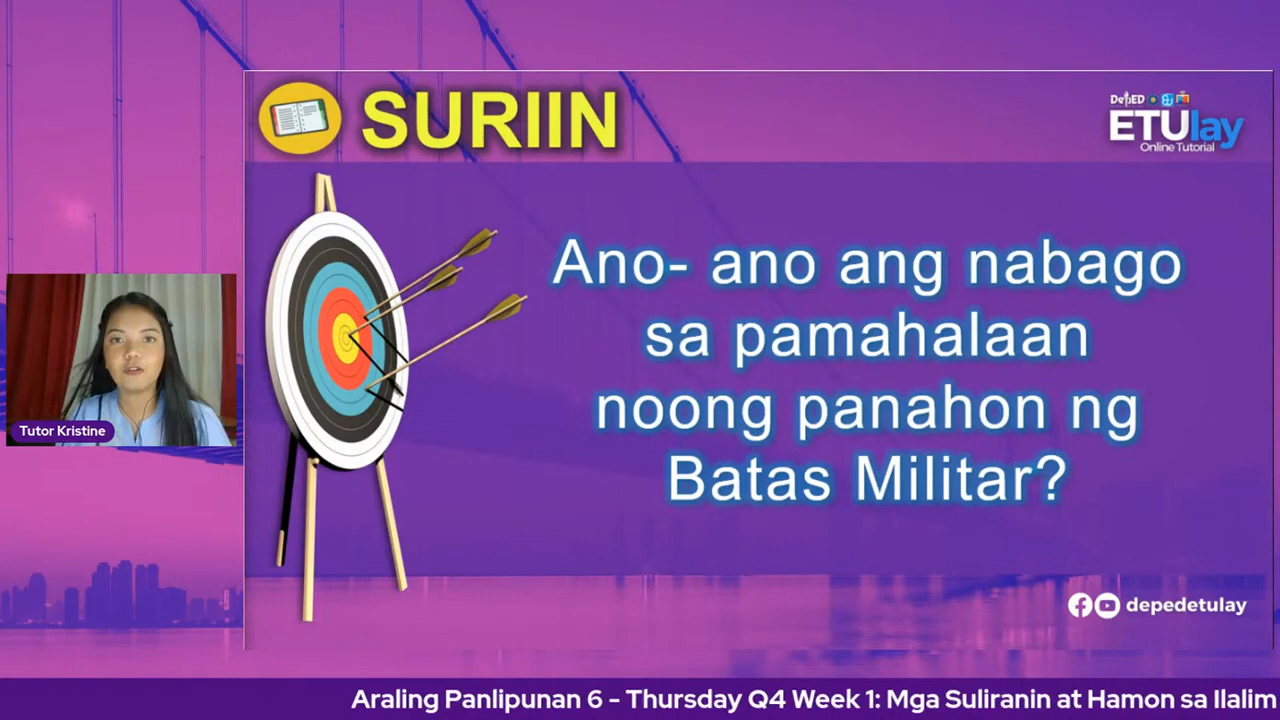 SURIIN
DepED
ETUlay
Online Tutorial
Ano- ano ang nabago
sa pamahalaan
noong panahon ng
Batas Militar?
Tutor Kristine
depedetulay
Araling Panlipunan 6 - Thursday Q4 Week 1: Mga Suliranin at Hamon sa Ilalim